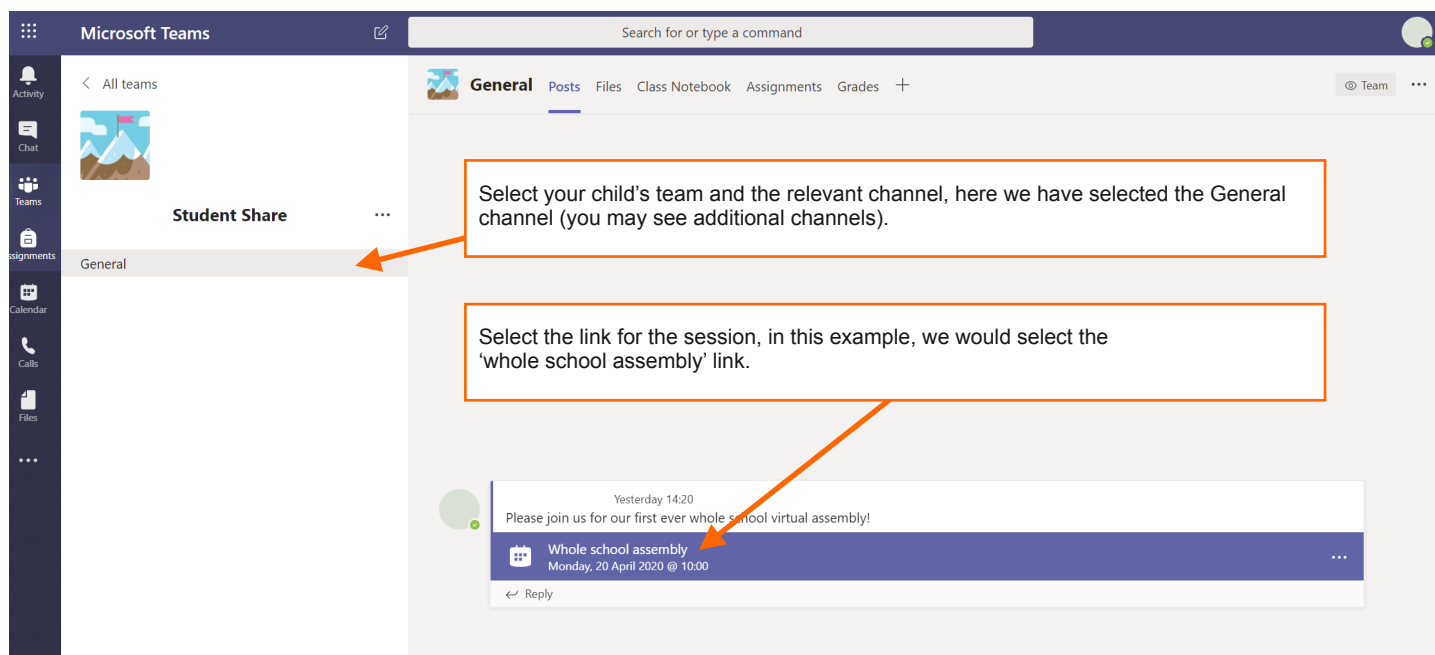 Microsoft Teams
Search for or type a command
Activity
Chat
Teams
ssignments
Calendar
Calls
Files
All teams
Student Share
General
General Posts Files Class Notebook Assignments Grades
Team
Select your child’s team and the relevant channel, here we have selected the General
channel (you may see additional channels).
Select the link for the session, in this example, we would select the
‘whole school assembly’ link.
Yesterday 14:20
Please join us for our first ever whole school virtual assembly!
Whole school assembly
Monday, 20 April 2020 @ 10:00
Reply